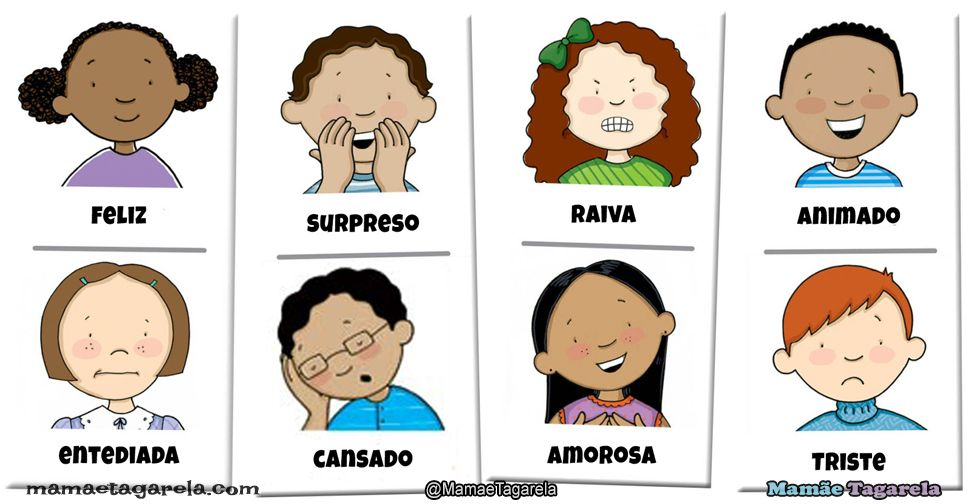 FELIZ
SURPRESO
RAIVA
ANIMADO
ENTEDIADA
CANSADO
AMOROSA
TRISTE
mamaetagarela.com
@MamaeTagarela
Mamãe Tagarela